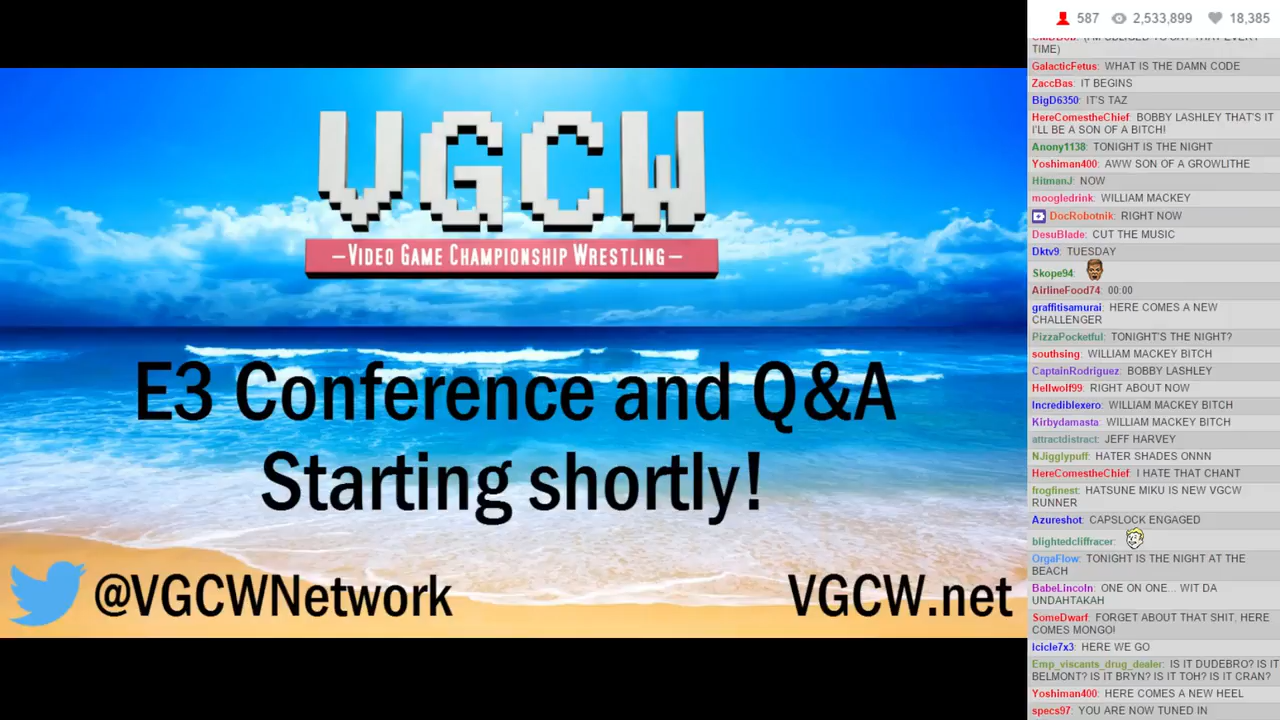 VGCW
–VIDEO GAME CHAMPIONSHIP WRESTLING–
E3 Conference and Q&A
Starting shortly!
@VGCWNetwork
VGCW.net
587 2,533,899 18,385
TIME)
GalacticFetus: WHAT IS THE DAMN CODE
ZaccBas: IT BEGINS
BigD6350: IT'S TAZ
HereComestheChief: BOBBY LASHLEY THAT'S IT
I'LL BE A SON OF A BITCH!
Anony1138: TONIGHT IS THE NIGHT
Yoshiman400: AWW SON OF A GROWLITHE
HitmanJ: NOW
moogledrink: WILLIAM MACKEY
DocRobotnik: RIGHT NOW
DesuBlade: CUT THE MUSIC
Dktv9: TUESDAY
Skope94:
AirlineFood74: 00:00
graffitisamurai: HERE COMES A NEW
CHALLENGER
PizzaPocketful: TONIGHT'S THE NIGHT?
southsing: WILLIAM MACKEY BITCH
CaptainRodriguez: BOBBY LASHLEY
Hellwolf99: RIGHT ABOUT NOW
Incrediblexero: WILLIAM MACKEY BITCH
Kirbydamasta: WILLIAM MACKEY BITCH
attractdistract: JEFF HARVEY
NJigglypuff: HATER SHADES ONNN
HereComestheChief: I HATE THAT CHANT
frogfinest: HATSUNE MIKU IS NEW VGCW
RUNNER
Azureshot: CAPSLOCK ENGAGED
blightedcliffracer:
OrgaFlow: TONIGHT IS THE NIGHT AT THE
BEACH
BabeLincoln: ONE ON ONE... WIT DA
UNDAHTAKAH
SomeDwarf: FORGET ABOUT THAT SHIT, HERE
COMES MONGO!
Icicle7x3: HERE WE GO
Emp_viscants_drug_dealer: IS IT DUDEBRO? IS IT
BELMONT? IS IT BRYN? IS IT TOH? IS IT CRAN?
Yoshiman400: HERE COMES A NEW HEEL
specs97: YOU ARE NOW TUNED IN